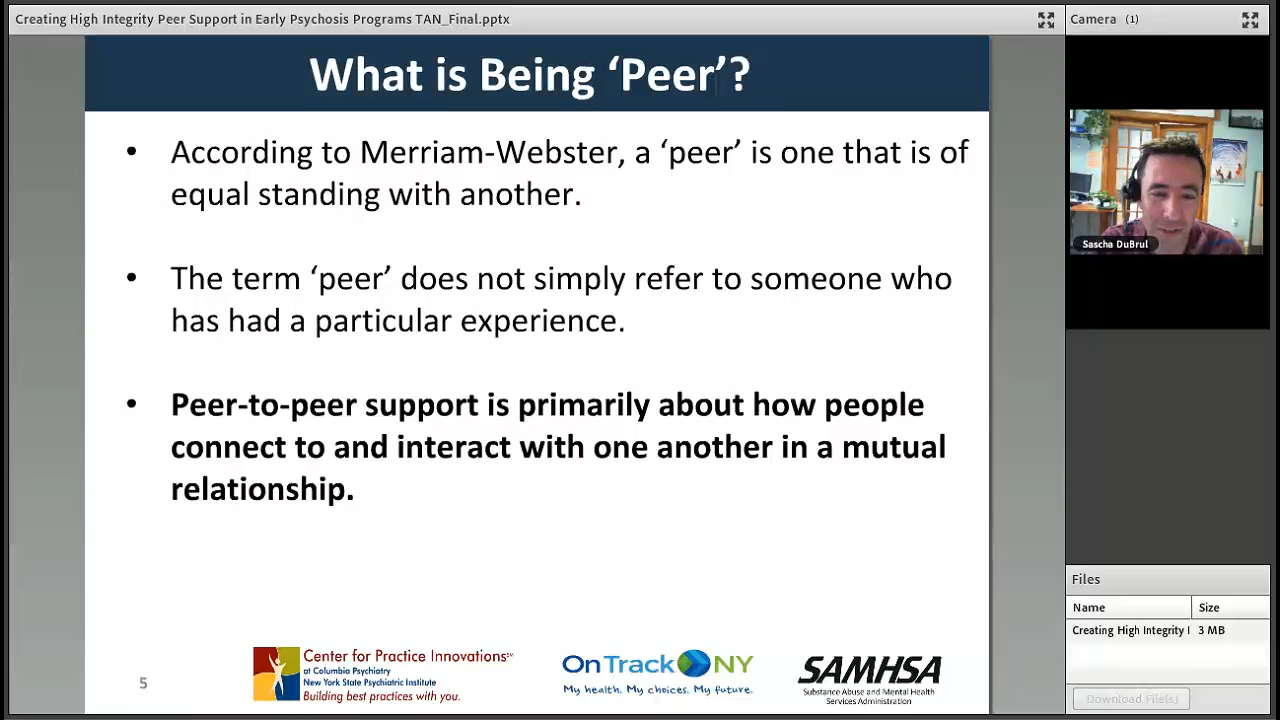 Creating High Integrity Peer Support in Early Psychosis Programs TAN_Final.pptx
Camera (1)
What is Being ‘Peer’?
• According to Merriam-Webster, a ‘peer’ is one that is of
equal standing with another.
• The term ‘peer’ does not simply refer to someone who
has had a particular experience.
• Peer-to-peer support is primarily about how people
connect to and interact with one another in a mutual
relationship.
5
Center for Practice Innovations℠
at Columbia Psychiatry
New York State Psychiatric Institute
Building best practices with you.
OnTrackNY
My health. My choices. My future.
SAMHSA
Substance Abuse and Mental Health
Services Administration
Sascha DuBrul
Files
Name Size
Creating High Integrity I 3 MB
Download File(s)